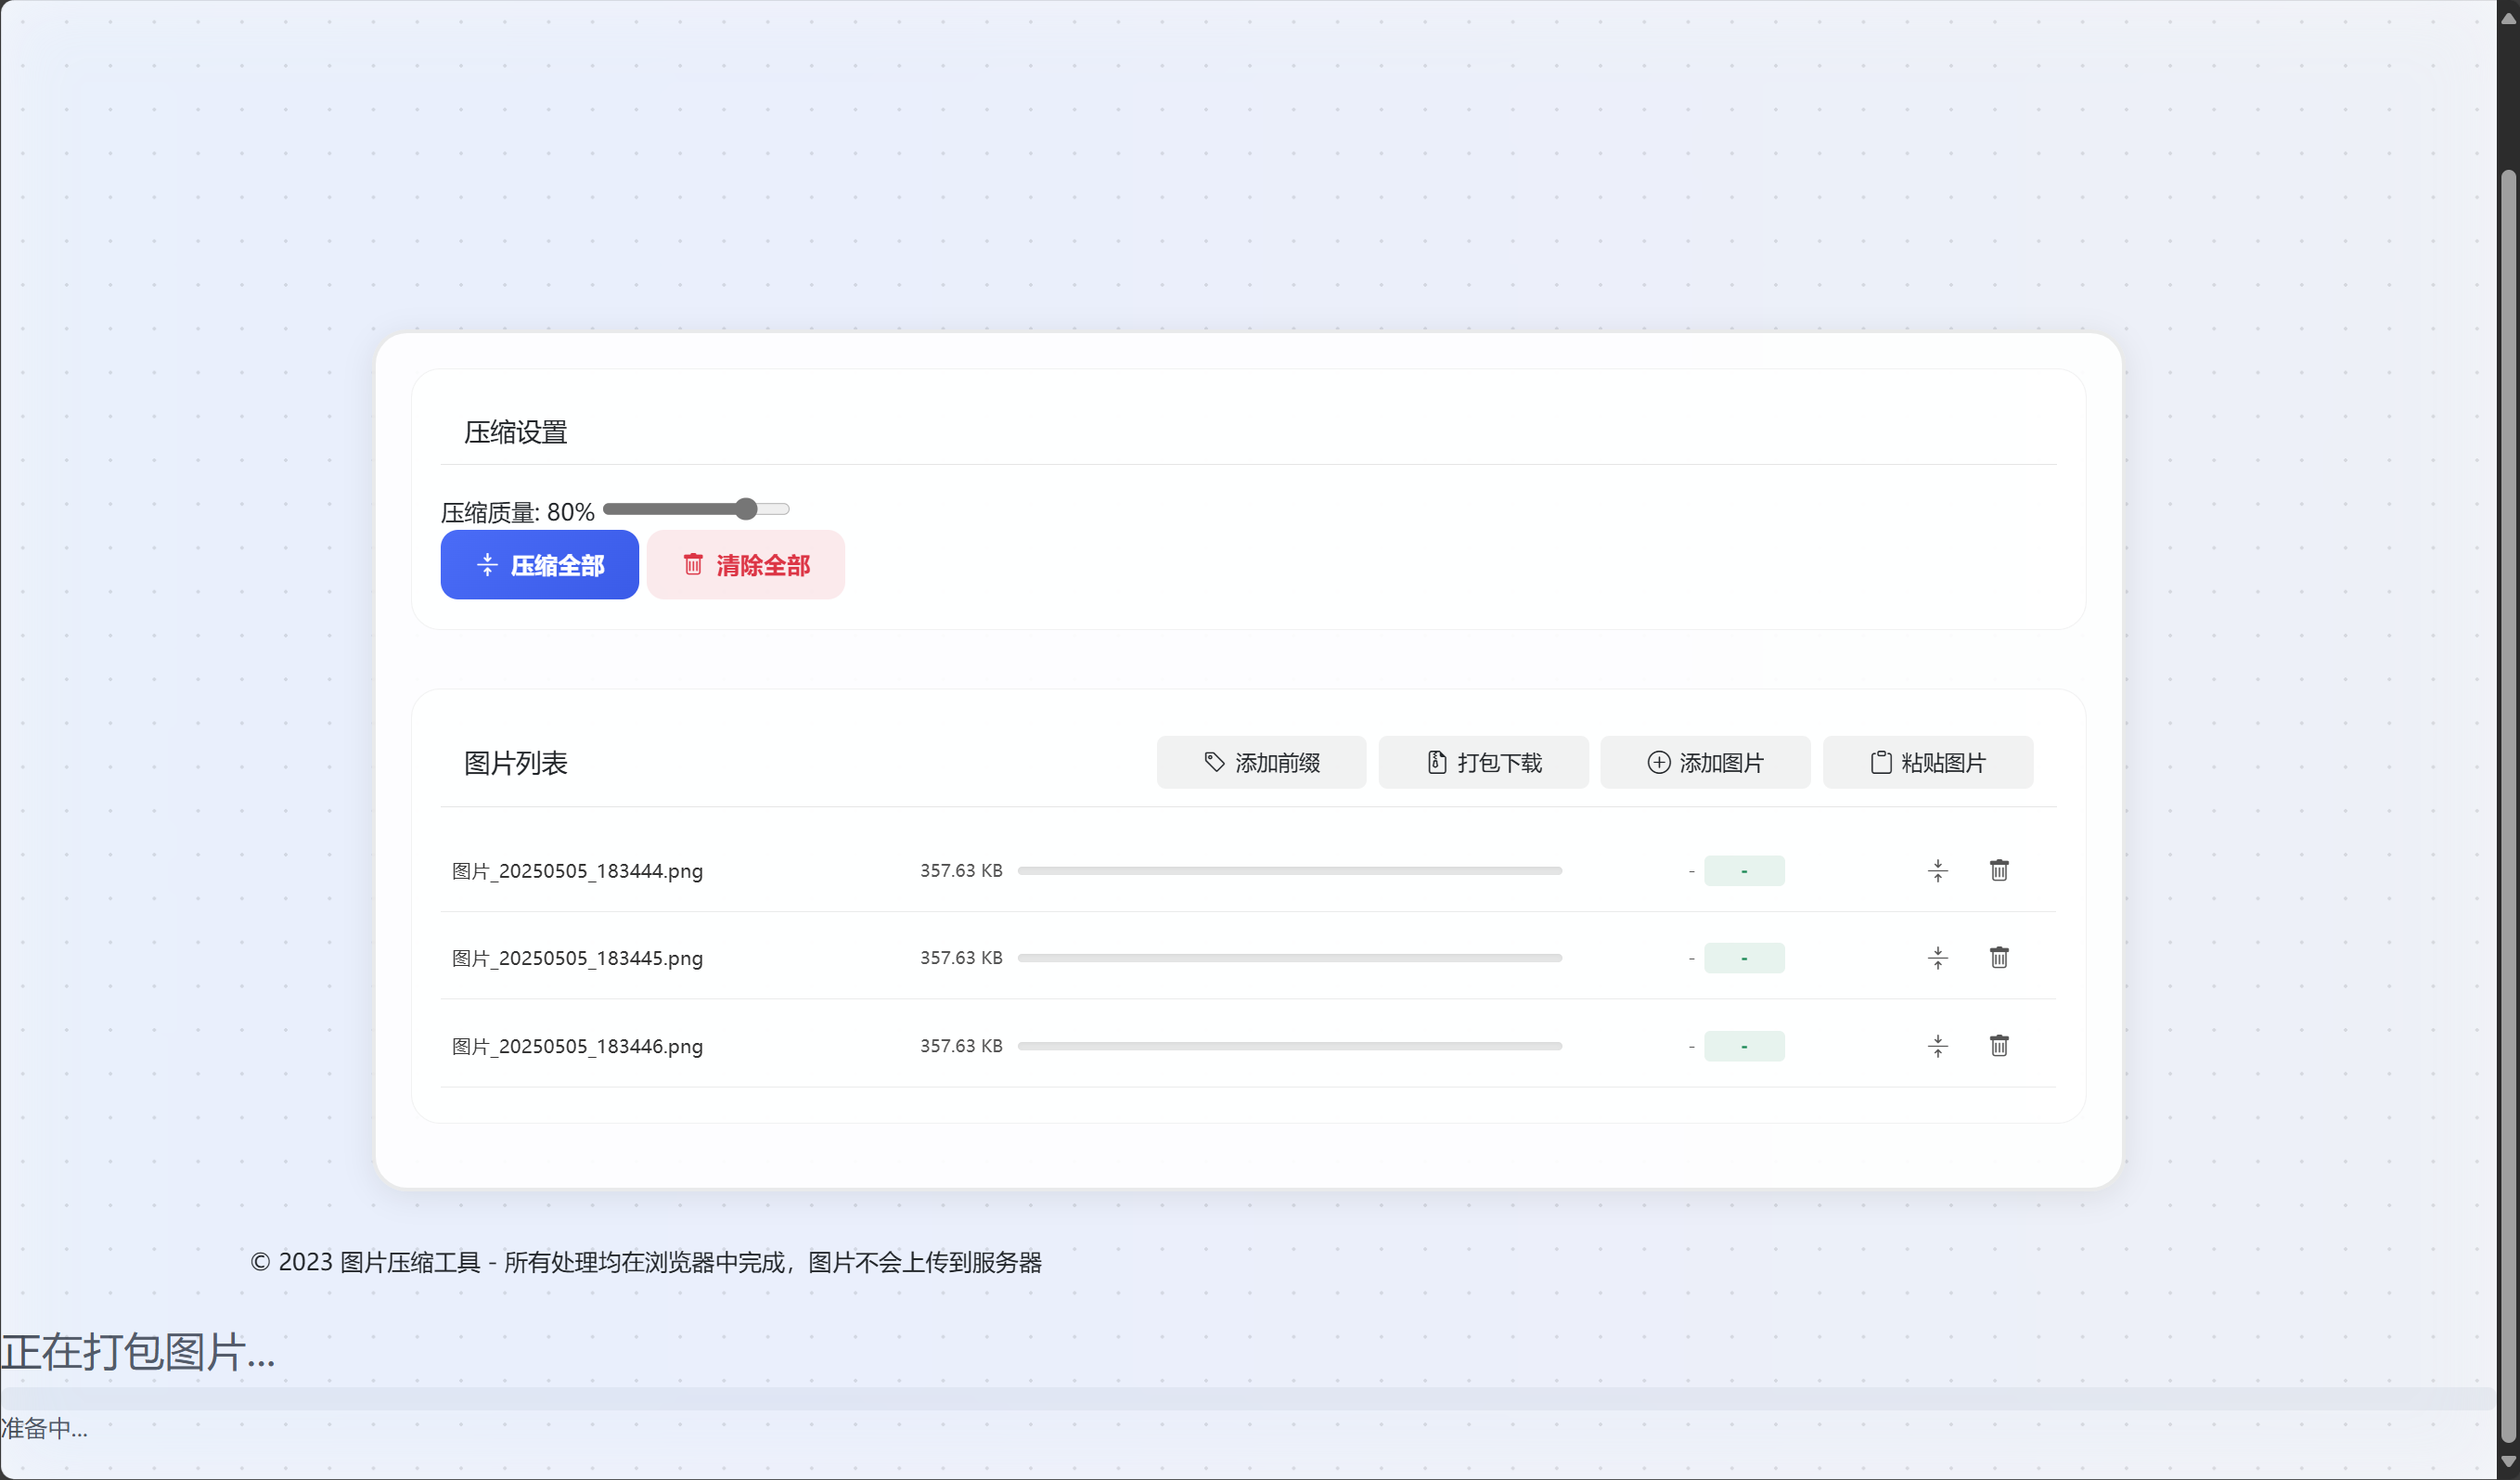 压缩设置
压缩质量: 80%
压缩全部 清除全部
图片列表 添加前缀 打包下载 添加图片 粘贴图片
图片_20250505_183444.png 357.63 KB - -
图片_20250505_183445.png 357.63 KB - -
图片_20250505_183446.png 357.63 KB - -
© 2023 图片压缩工具 - 所有处理均在浏览器中完成，图片不会上传到服务器
正在打包图片...
准备中...